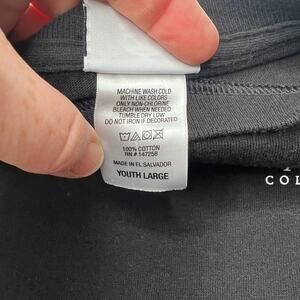 MACHINE WASH COLD
WITH LIKE COLORS
ONLY NON-CHLORINE
BLEACH WHEN NEEDED
TUMBLE DRY LOW
DO NOT IRON IF DECORATED
100% COTTON
RN # 147258
MADE IN EL SALVADOR
YOUTH LARGE
COL